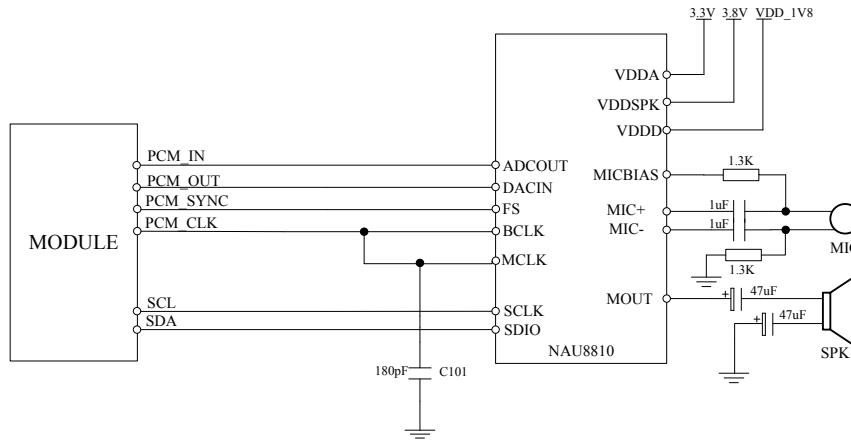 3.3V 3.8V VDD_1V8
VDDA
VDDSPK
VDDD
PCM_IN
ADCOUT
MICBIAS
1.3K
PCM_OUT
DACIN
PCM_SYNC
FS
MIC+
1uF
PCM_CLK
BCLK
MIC-
1uF
MODULE
MIC
MCLK
1.3K
SCL
SCLK
MOUT
+
47uF
SDA
SDIO
+
47uF
NAU8810
SPK
180pF
C101